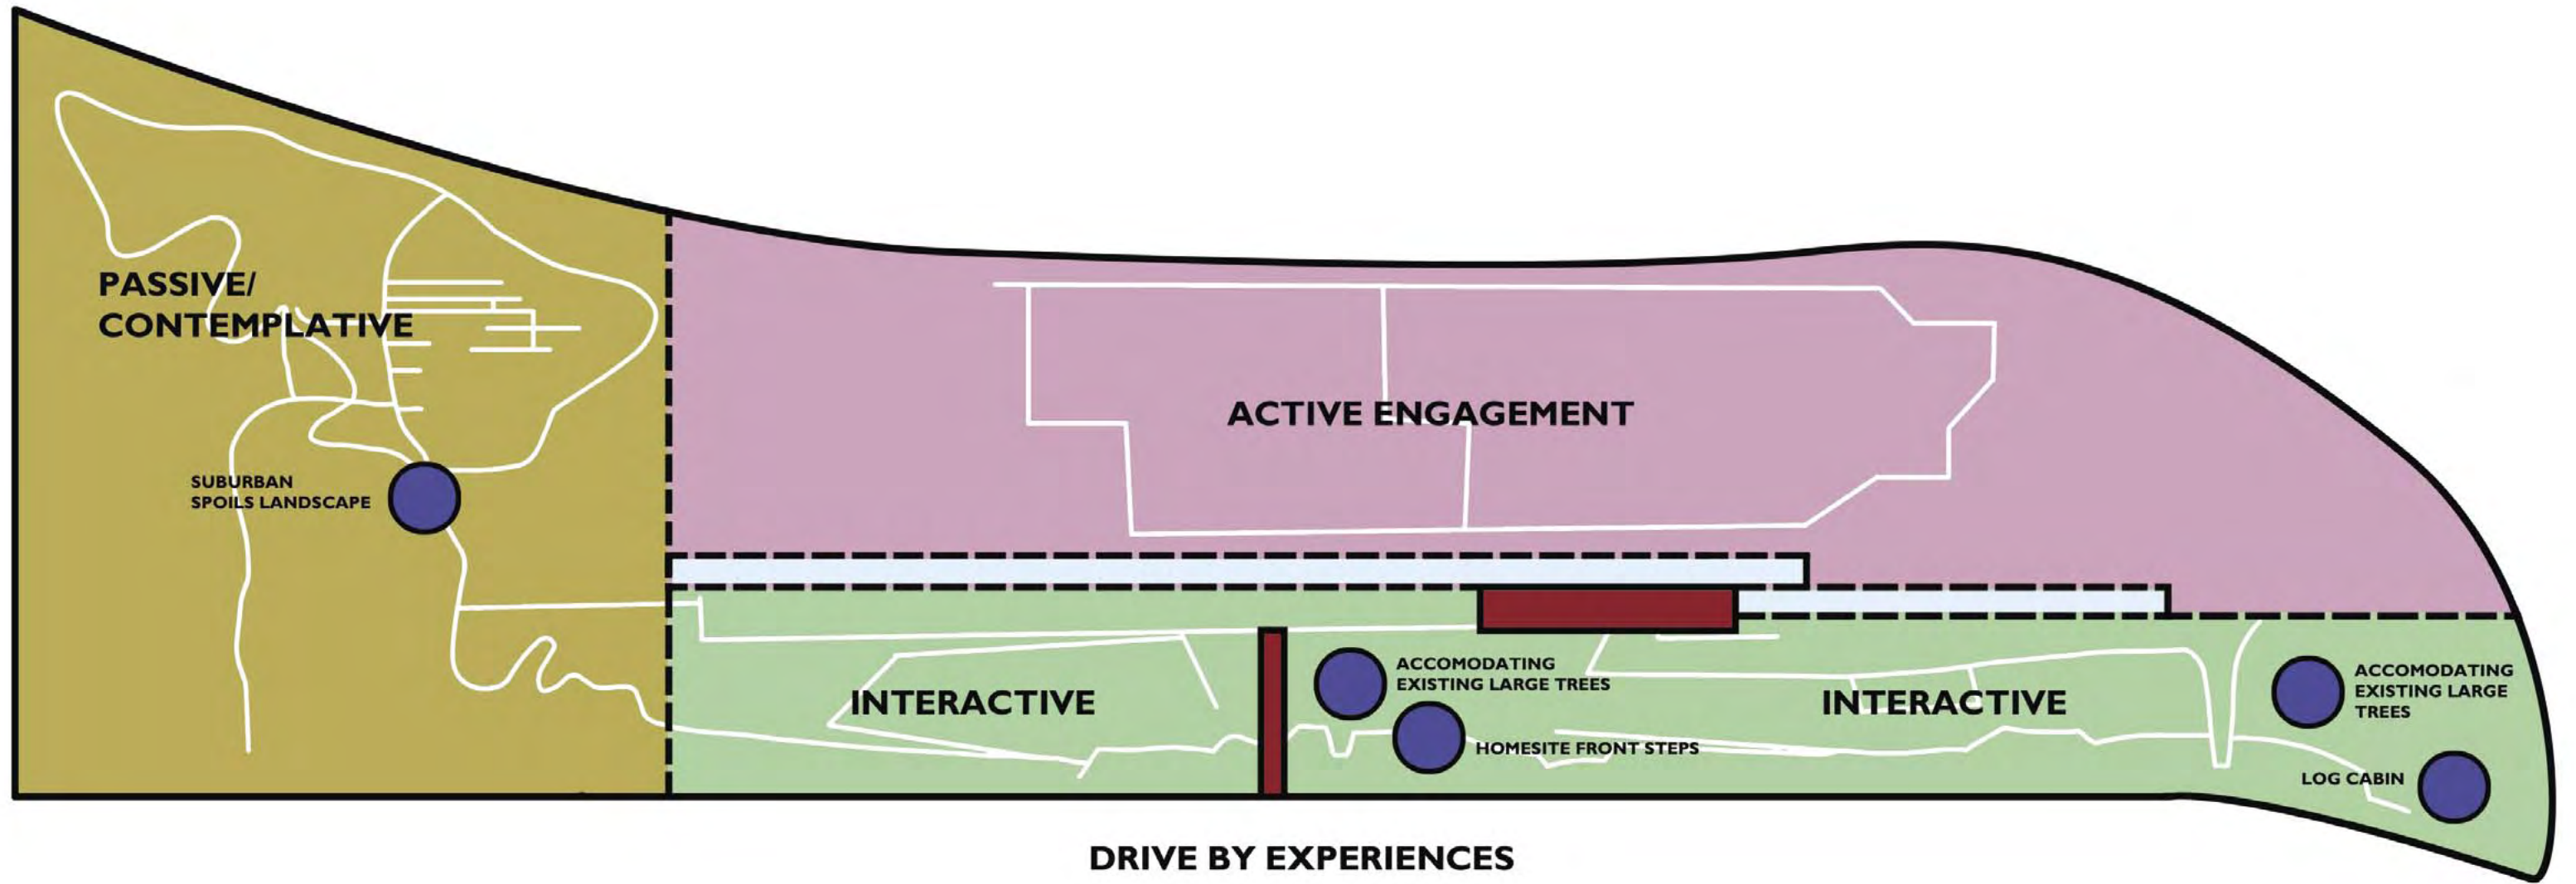 PASSIVE/
CONTEMPLATIVE
SUBURBAN
SPOILS LANDSCAPE
ACTIVE ENGAGEMENT
INTERACTIVE
ACCOMODATING
EXISTING LARGE TREES
HOMESITE FRONT STEPS
INTERACTIVE
ACCOMODATING
EXISTING LARGE
TREES
LOG CABIN
DRIVE BY EXPERIENCES